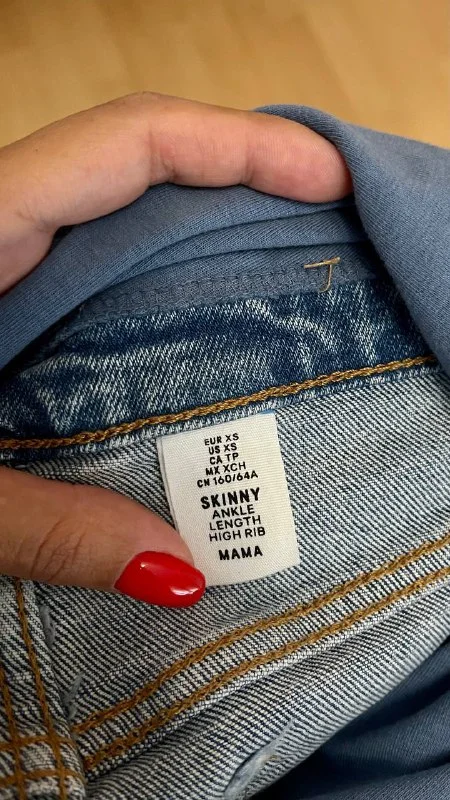 EUR XS
US XS
CA TP
MX XCH
CN 160/64A
SKINNY
ANKLE
LENGTH
HIGH RIB
MAMA